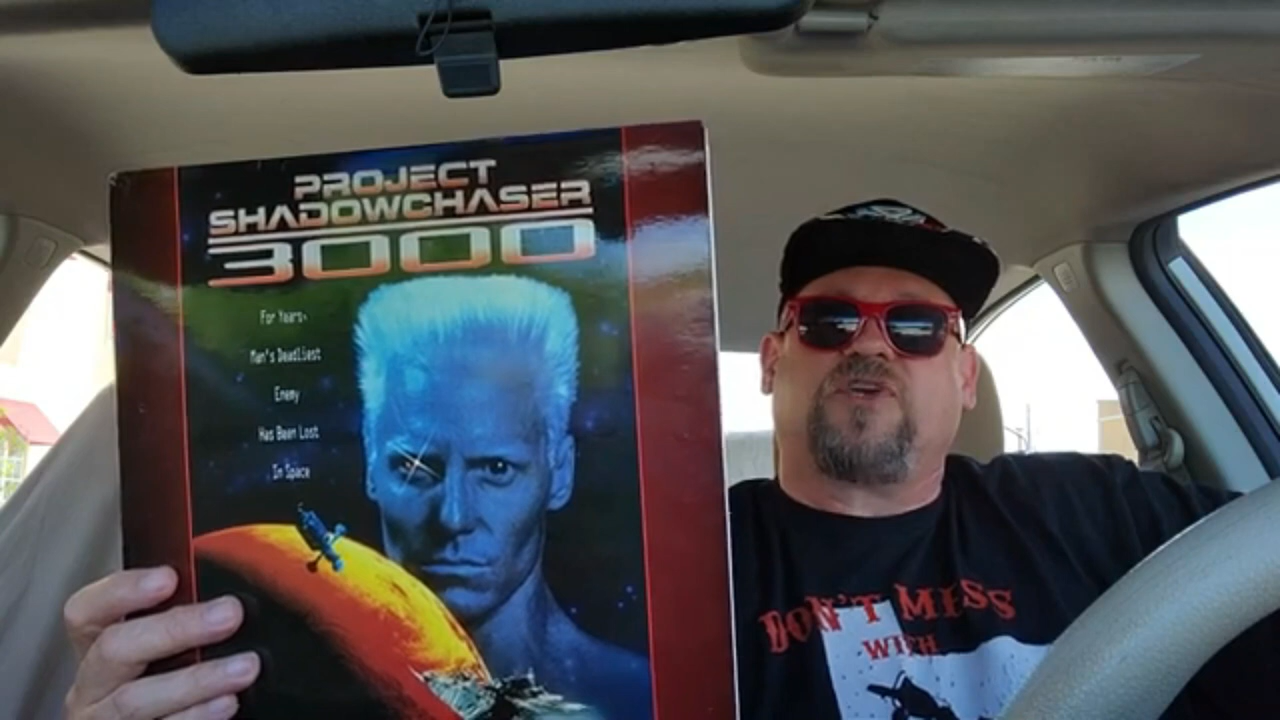 PROJECT
SHADOWCHASER
3000
For Years,
Man's Deadliest
Enemy
Has Been Lost
In Space
DON'T MESS
WITH